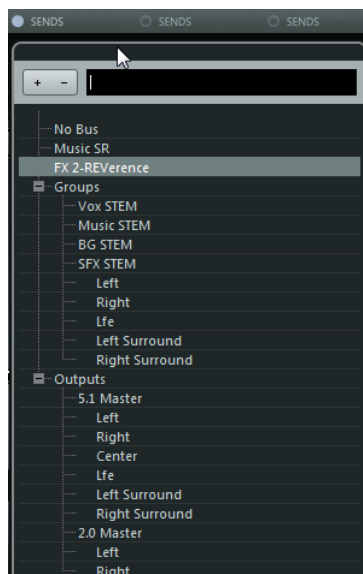 SENDS SENDS SENDS
+ -
No Bus
Music SR
FX 2-REVerence
Groups
Vox STEM
Music STEM
BG STEM
SFX STEM
Left
Right
Lfe
Left Surround
Right Surround
Outputs
5.1 Master
Left
Right
Center
Lfe
Left Surround
Right Surround
2.0 Master
Left
Right